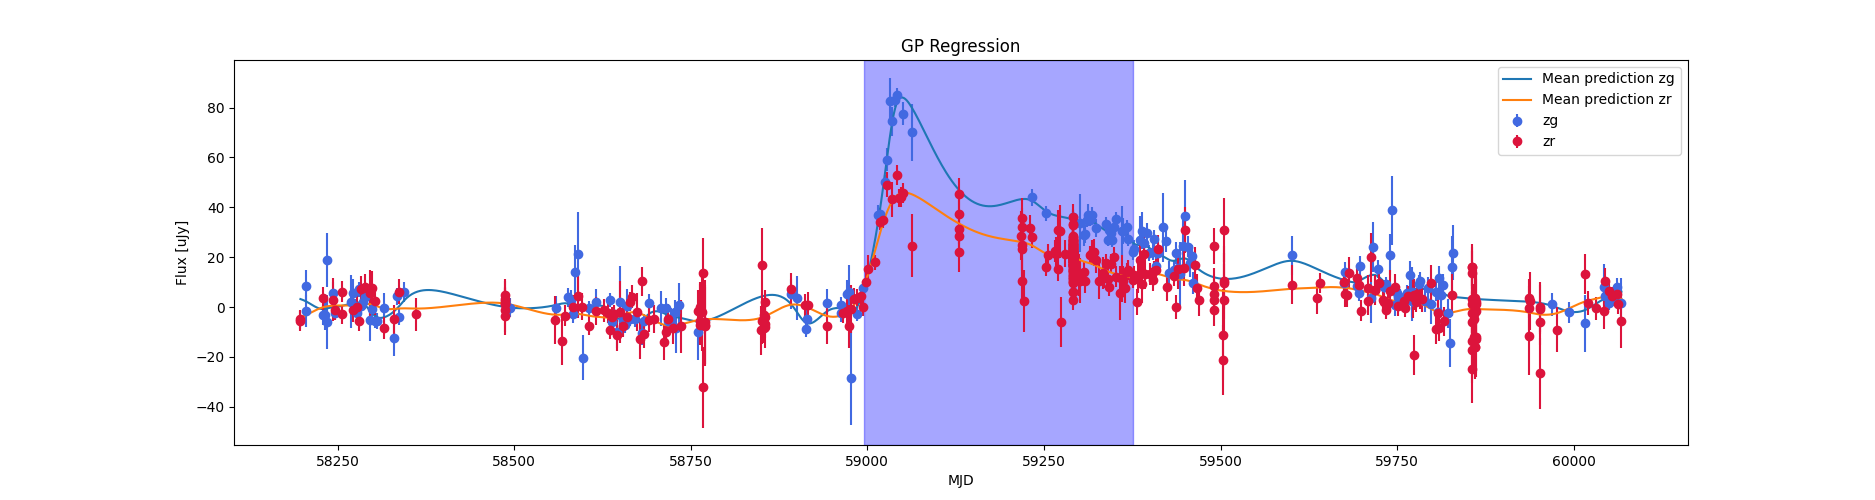 GP Regression
Flux [uJy]
80
60
40
20
0
−20
−40
Mean prediction zg
Mean prediction zr
zg
zr
58250 58500 58750 59000 59250 59500 59750 60000
MJD